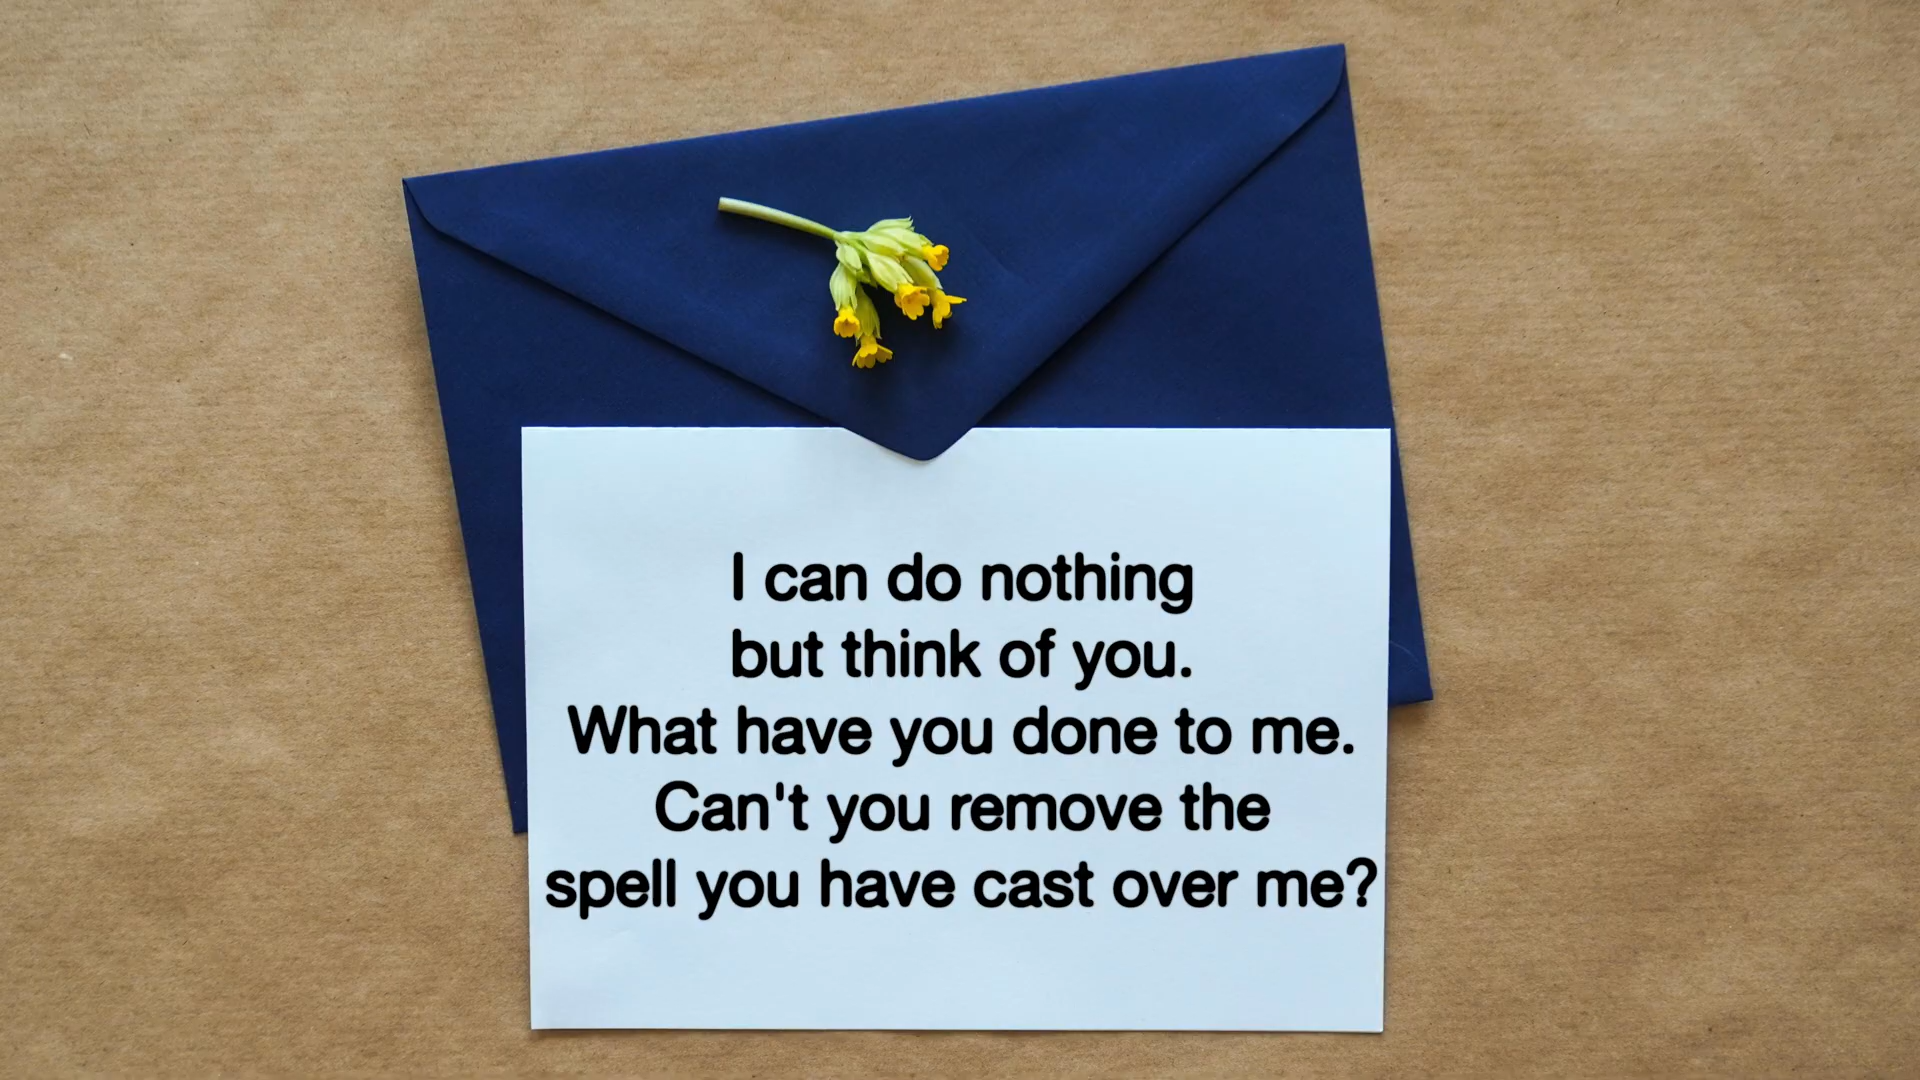 I can do nothing
but think of you.
What have you done to me.
Can't you remove the
spell you have cast over me?